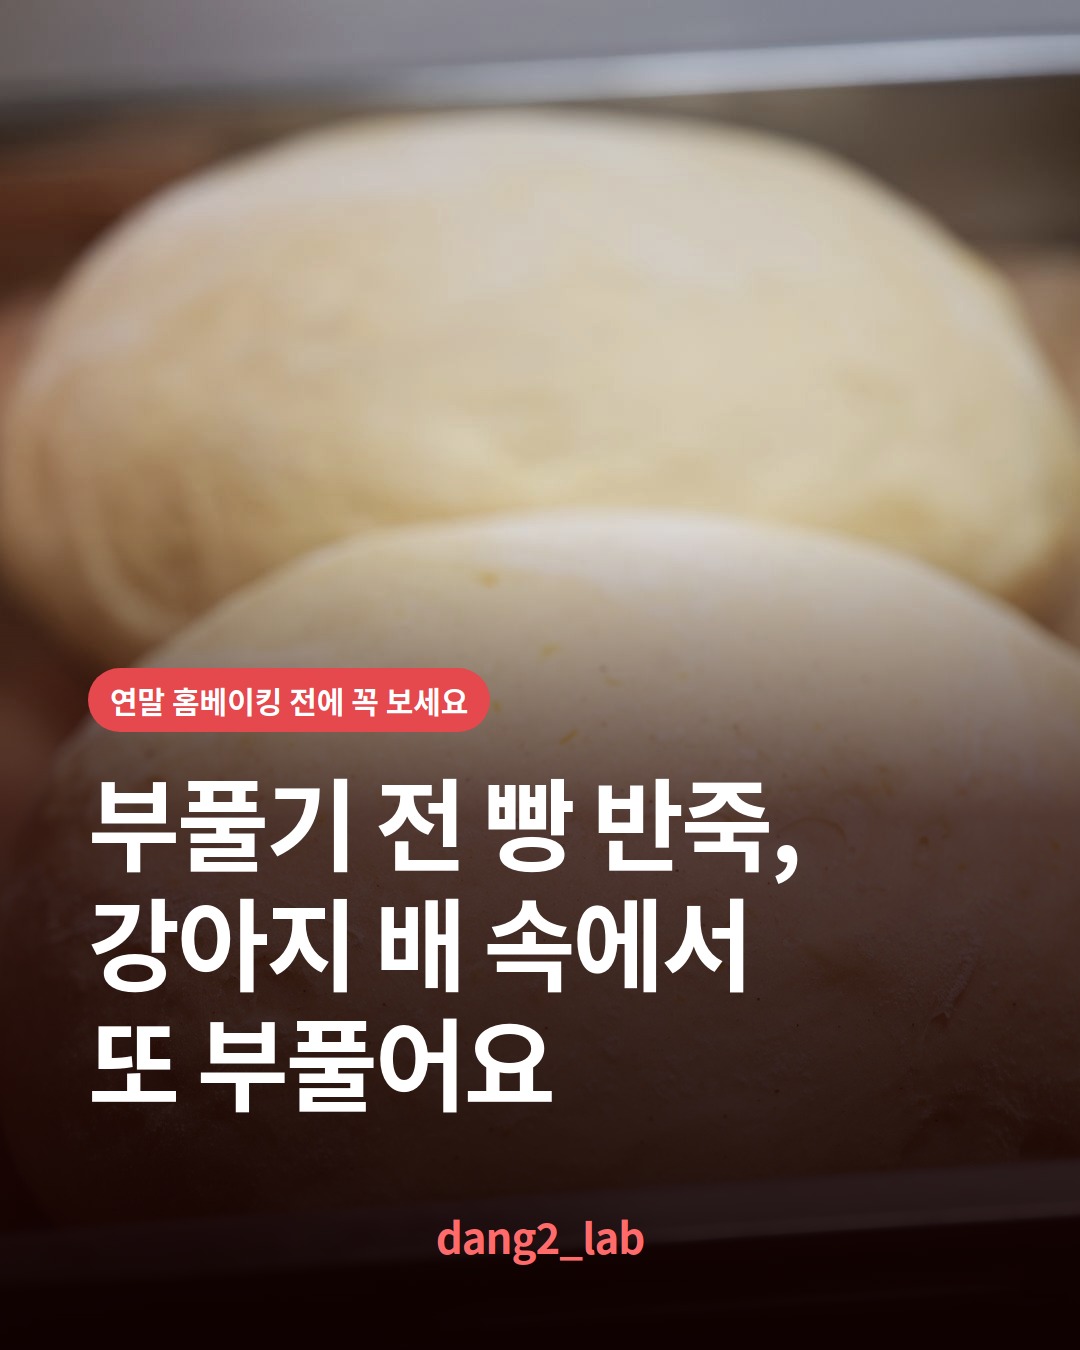 연말 홈베이킹 전에 꼭 보세요
부풀기 전 빵 반죽,
강아지 배 속에서
또 부풀어요
dang2_lab